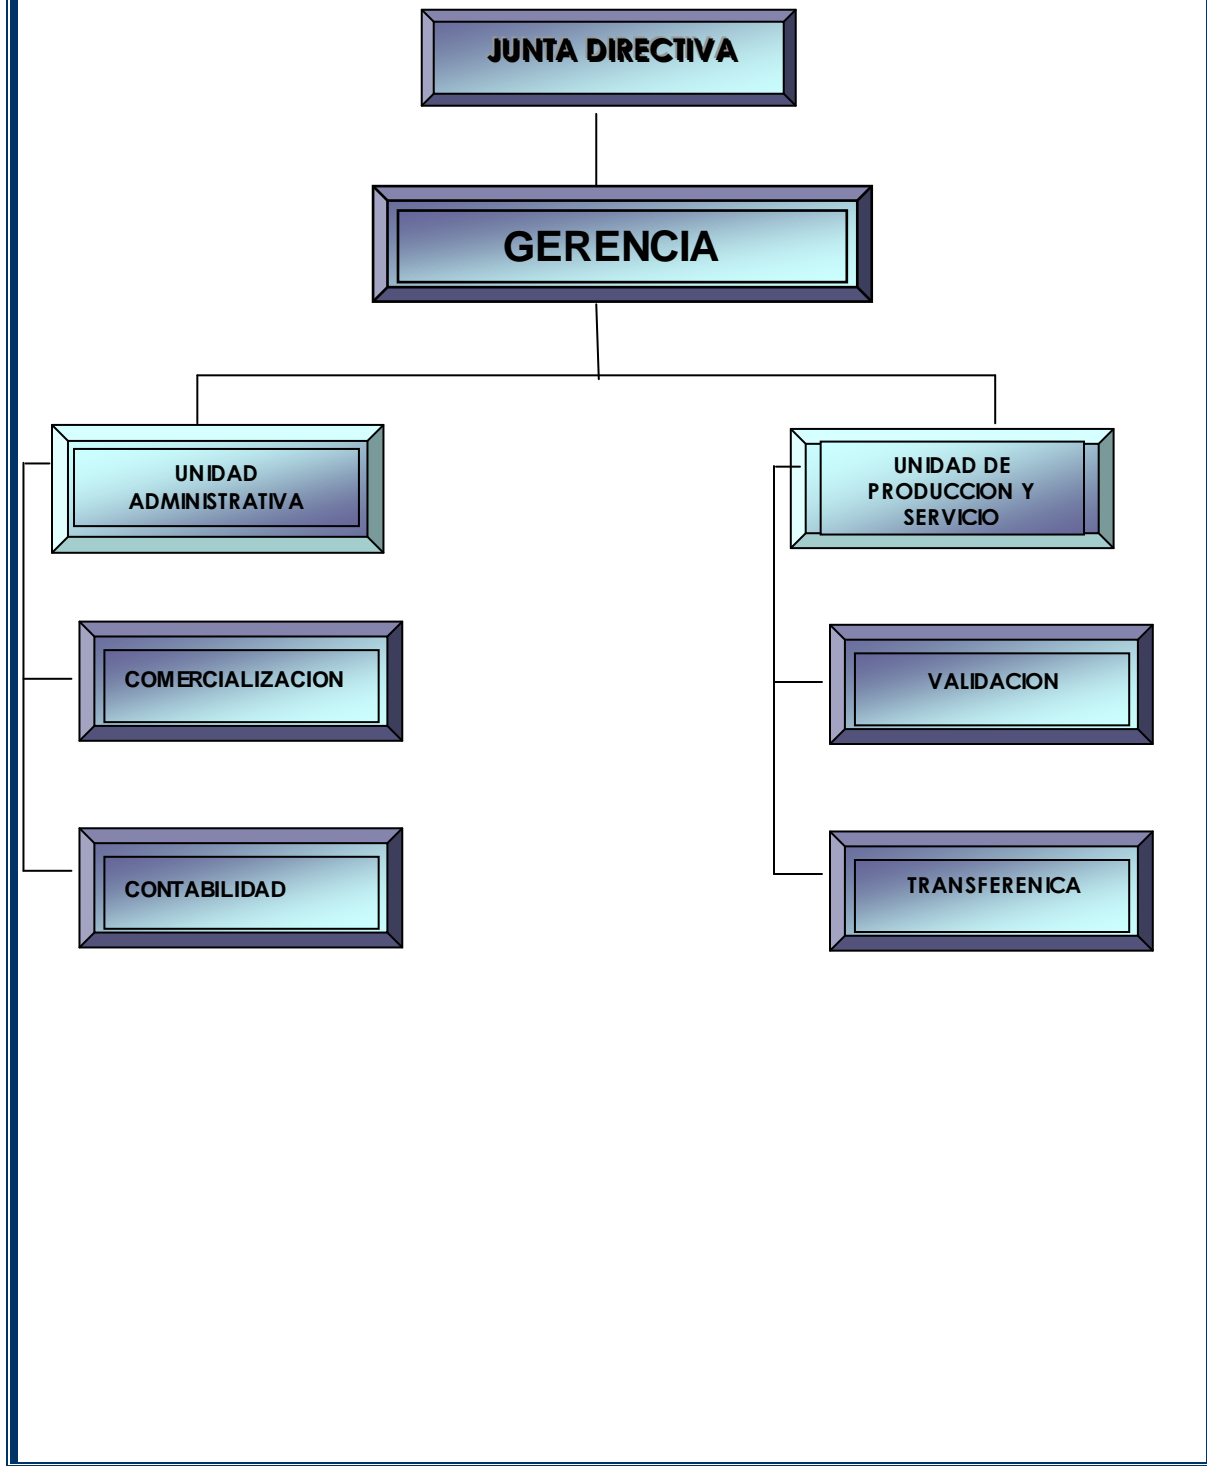 JUNTA DIRECTIVA
GERENCIA
UNIDAD
ADMINISTRATIVA
UNIDAD DE
PRODUCCION Y
SERVICIO
COMERCIALIZACION
VALIDACION
CONTABILIDAD
TRANSFERENICA